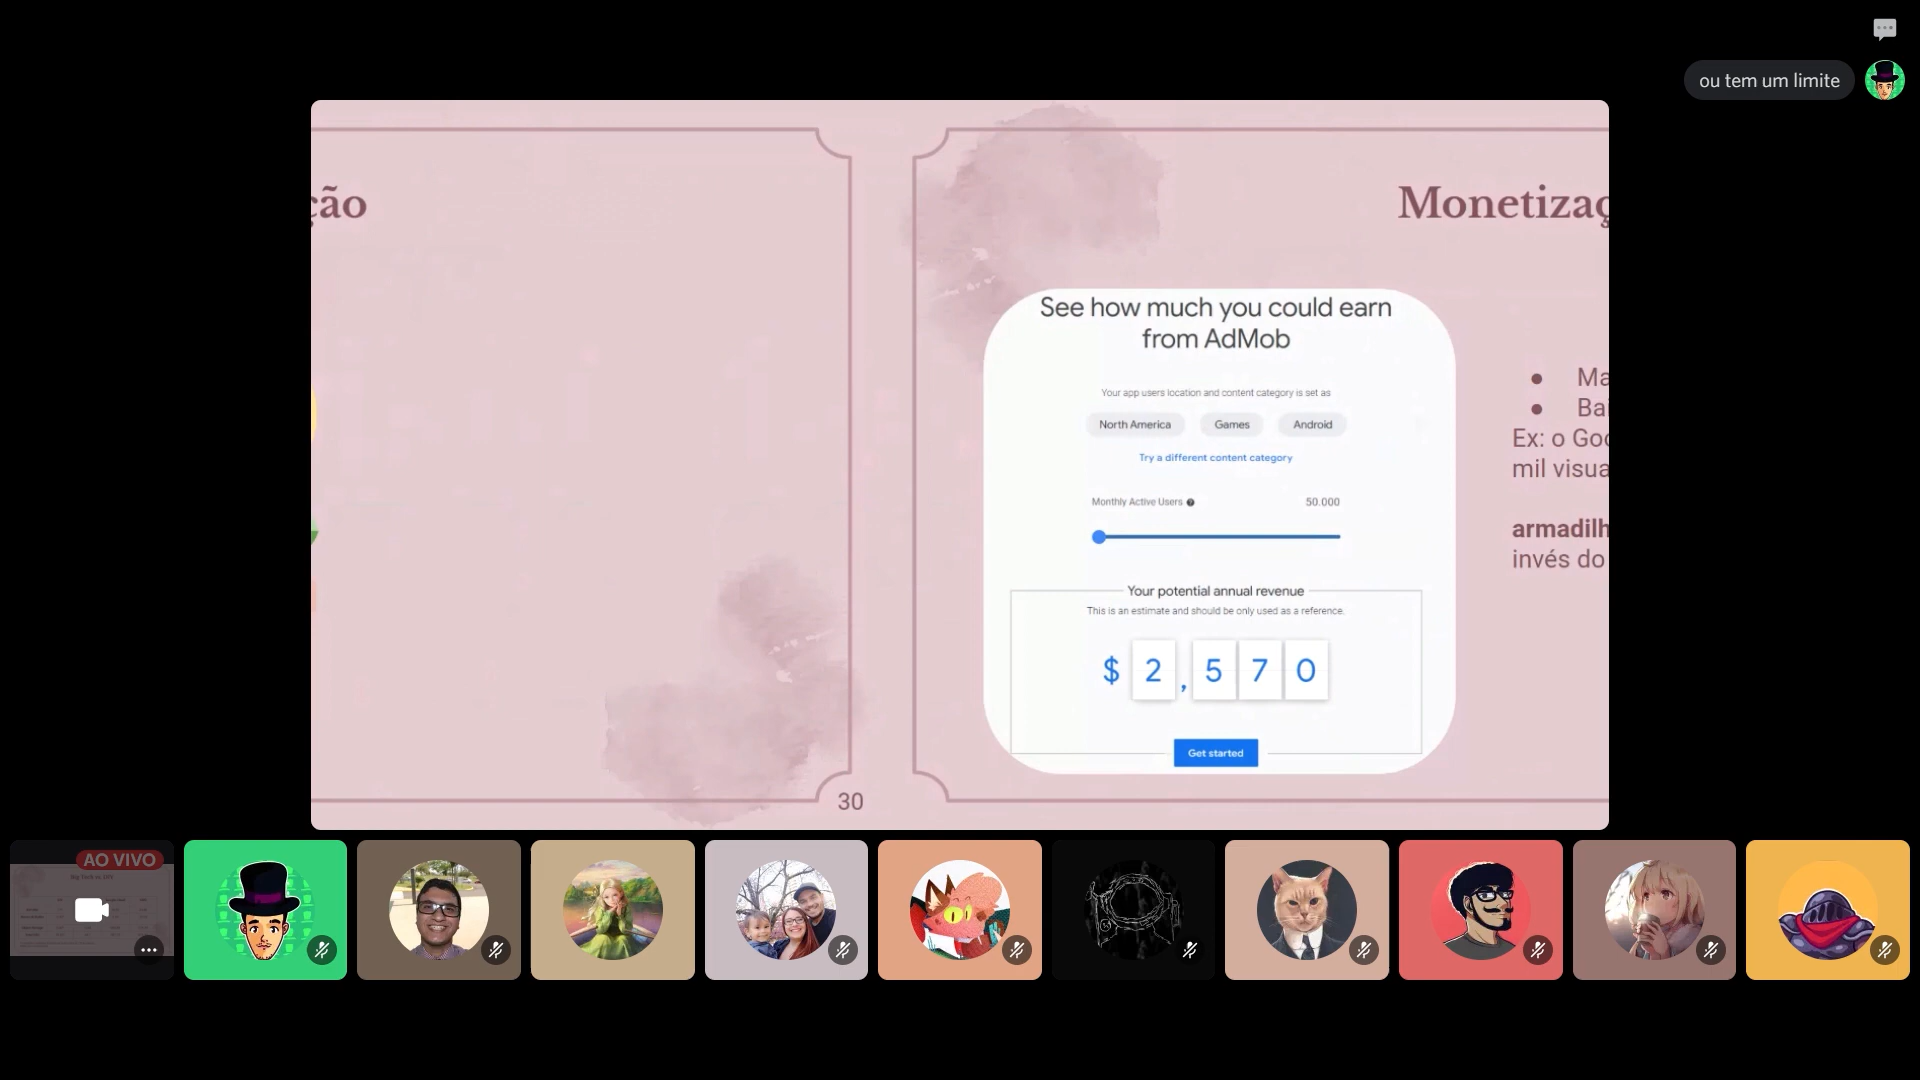 ou tem um limite
ção
Monetizaç
See how much you could earn
from AdMob
Your app users location and content category is set as
North America
Games
Android
Try a different content category
Monthly Active Users
50.000
Your potential annual revenue
This is an estimate and should be only used as a reference.
$ 2,570
Get started
● Ma
● Bai
Ex: o Goo
mil visua
armadilh
invés do
30
AO VIVO